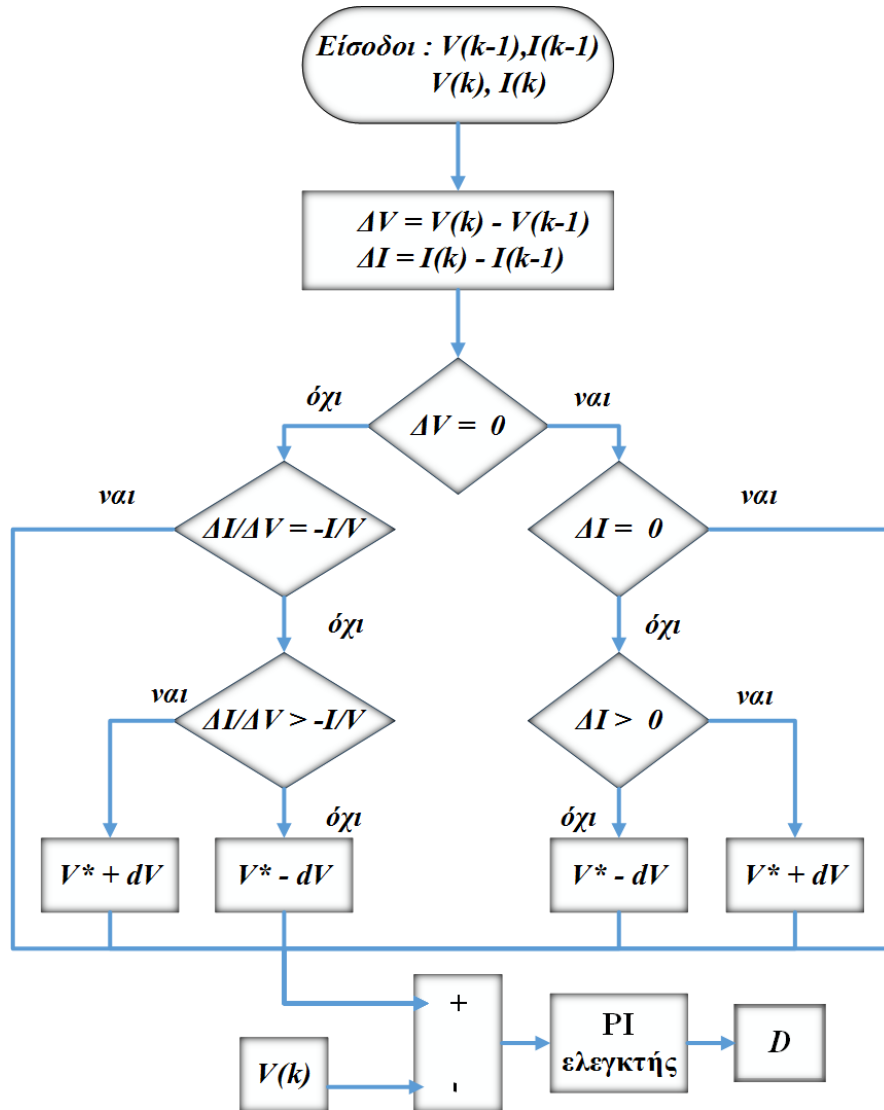 Είσοδοι : V(k-1),I(k-1)
V(k), I(k)
ΔV = V(k) - V(k-1)
ΔI = I(k) - I(k-1)
όχι
ναι
ΔV = 0
ναι
ΔI/ΔV = -I/V
ΔI = 0
ναι
όχι
όχι
ναι
ΔI/ΔV > -I/V
ΔI > 0
ναι
όχι
όχι
V* + dV
V* - dV
V* - dV
V* + dV
+
PI
ελεγκτής
D
V(k)
-